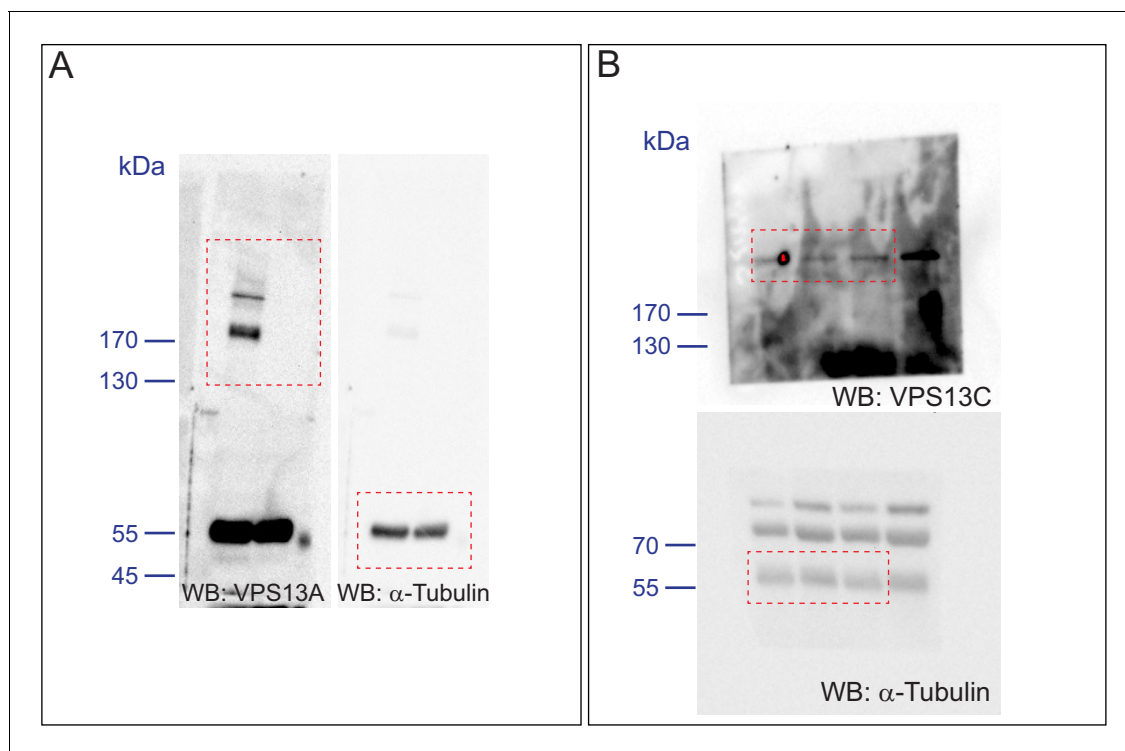 A
kDa
170
130
55
45
WB: VPS13A
WB: α-Tubulin
B
kDa
170
130
WB: VPS13C
70
55
WB: α-Tubulin